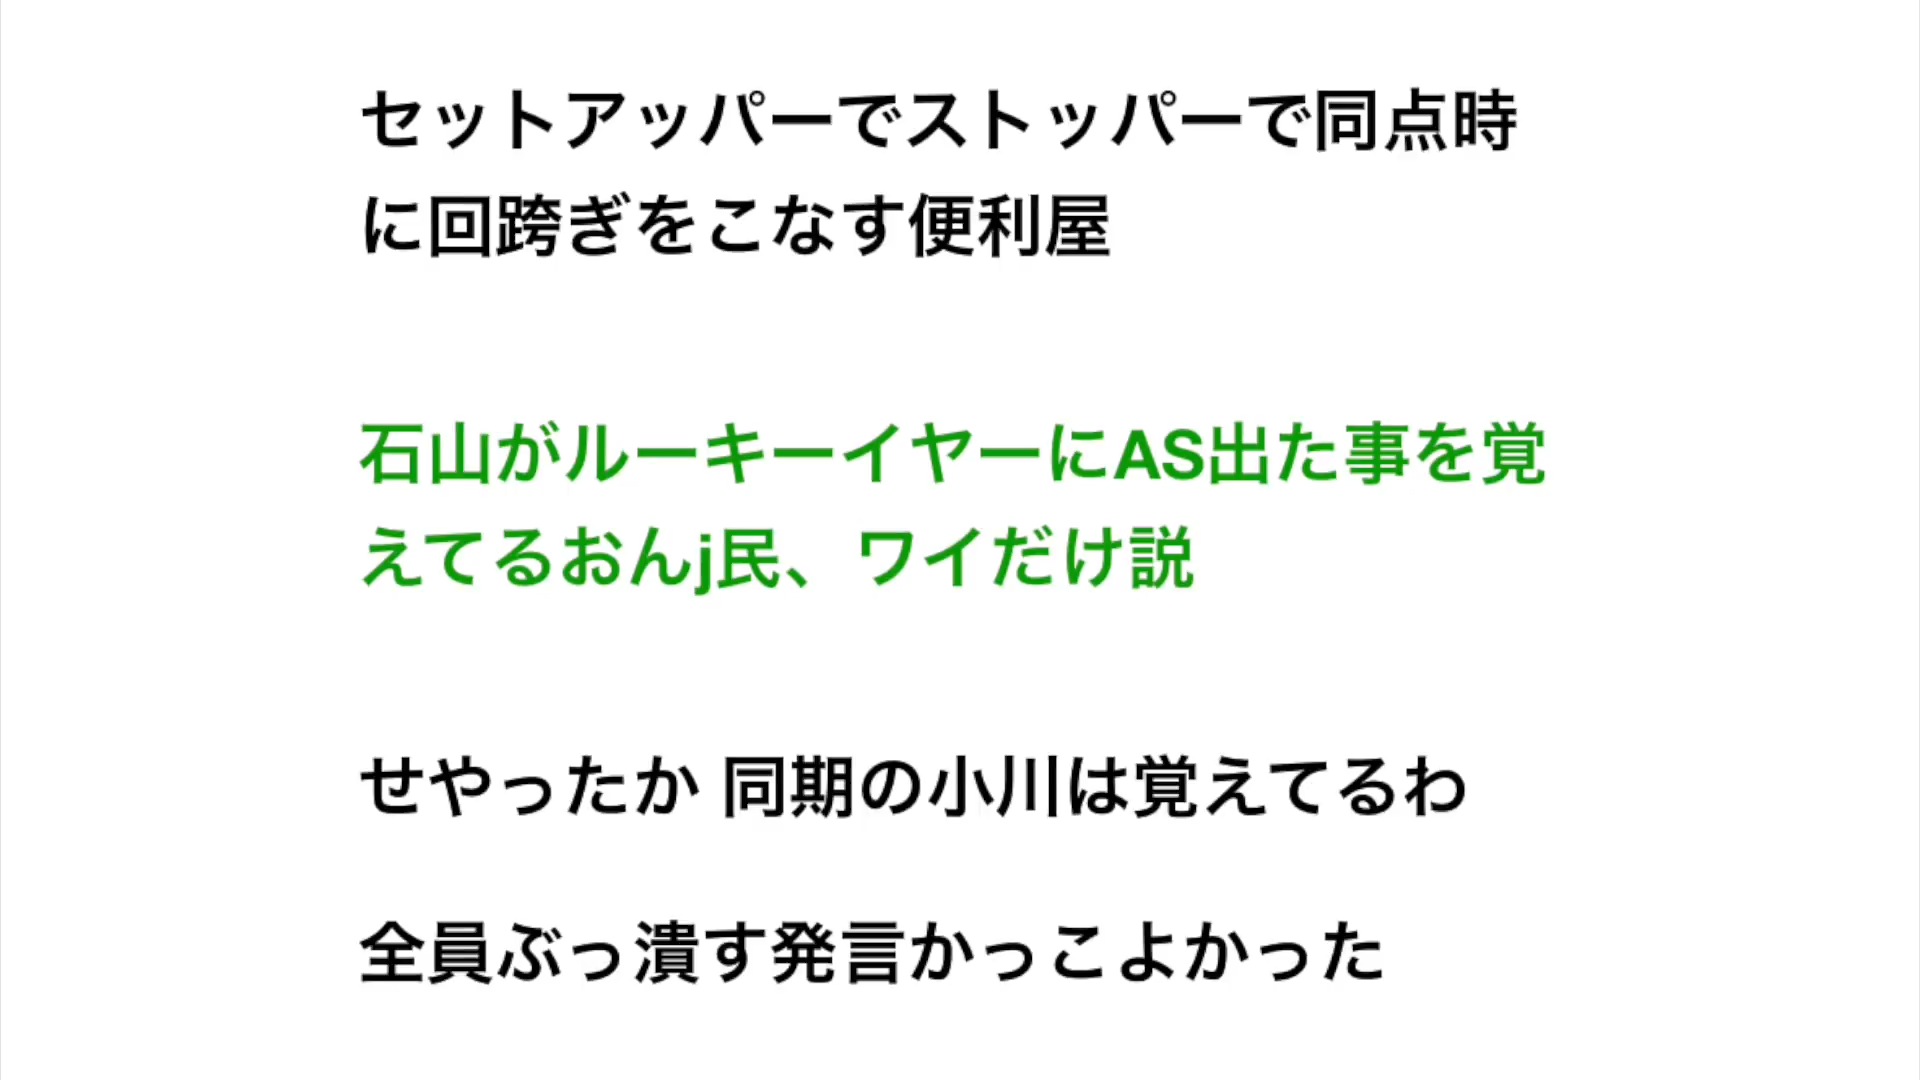 セットアッパーでストッパーで同点時
に回跨ぎをこなす便利屋
石山がルーキーイヤーにAS出た事を覚
えてるおんj民、ワイだけ説
せやったか 同期の小川は覚えてるわ
全員ぶっ潰す発言かっこよかった